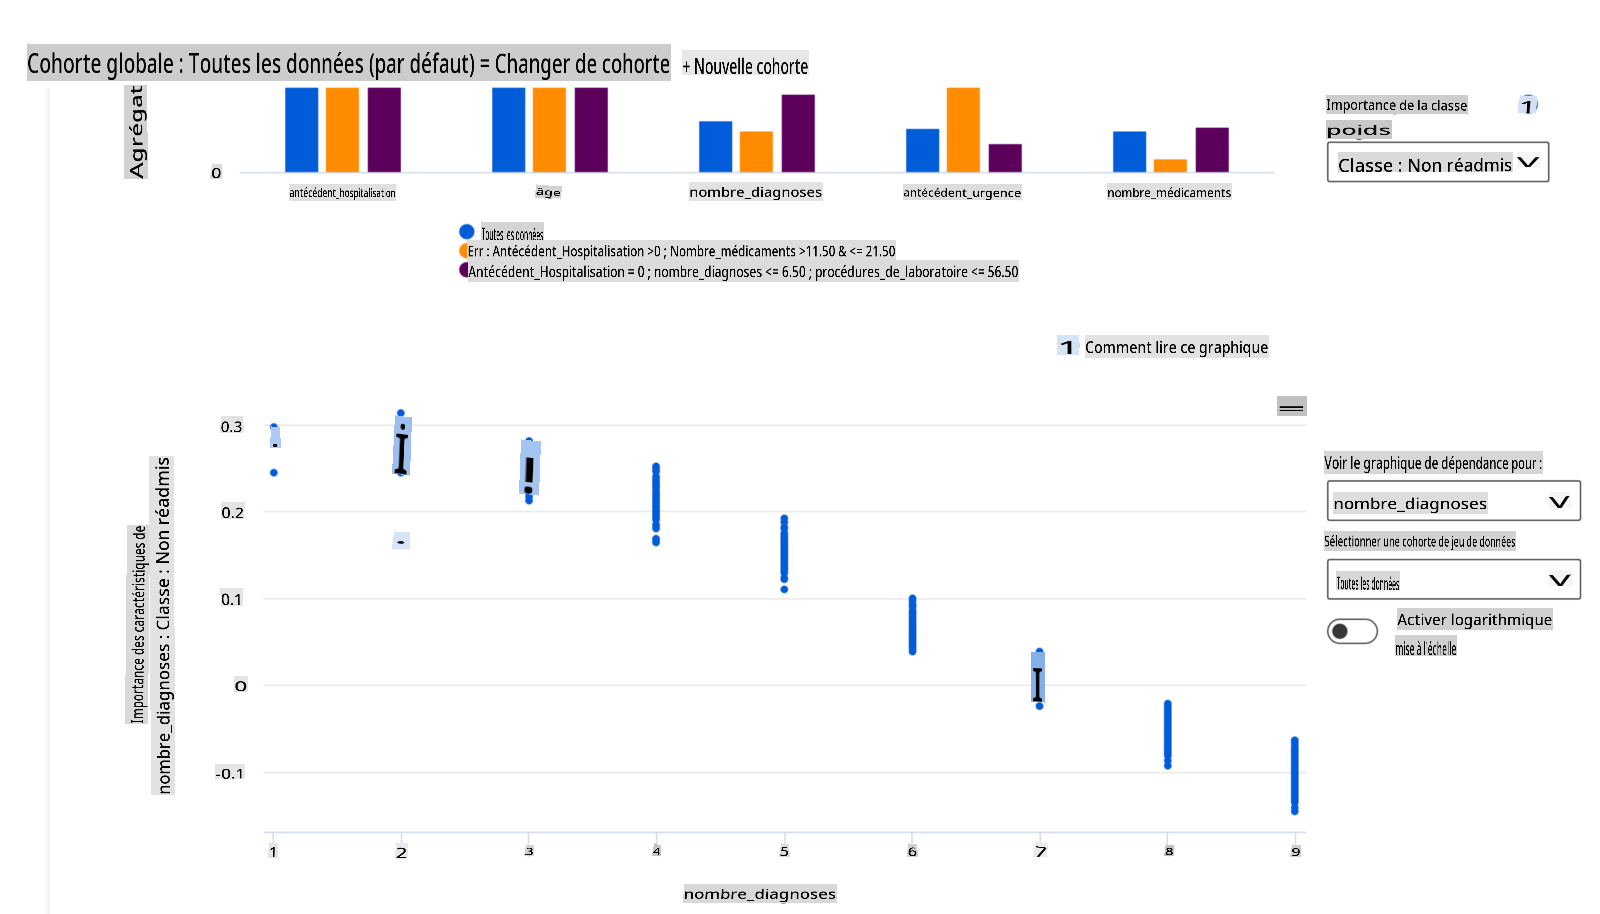 Cohorte globale : Toutes les données (par défaut) = Changer de cohorte
+ Nouvelle cohorte
Agrégat
0
antécédent_hospitalisation
âge
nombre_diagnoses
antécédent_urgence
nombre_médicaments
Importance de la classe
poids
Classe : Non réadmis
Toutes es données
Err : Antécédent_Hospitalisation >0 ; Nombre_médicaments >11.50 & <= 21.50
Antécédent_Hospitalisation = 0 ; nombre_diagnoses <= 6.50 ; procédures_de_laboratoire <= 56.50
Comment lire ce graphique
Importance des caractéristiques de
nombre_diagnoses : Classe : Non réadmis
0.3
0.2
0.1
0
-0.1
1 2 3 4 5 6 7 8 9
nombre_diagnoses
Voir le graphique de dépendance pour :
nombre_diagnoses
Sélectionner une cohorte de jeu de données
Toutes les données
Activer logarithmique
mise à l'échelle